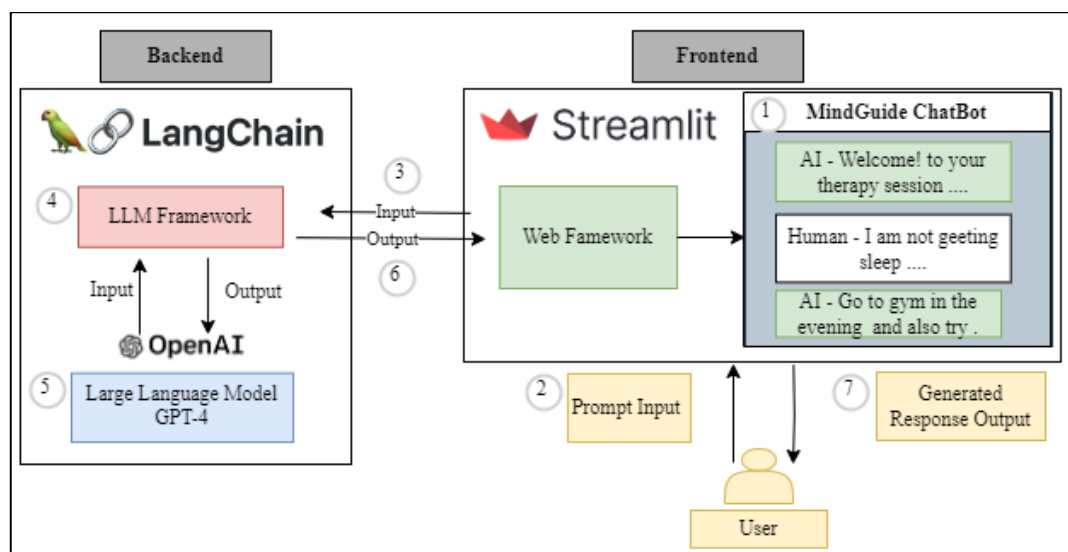 Backend
Frontend
LangChain
Streamlit
1
MindGuide ChatBot
AI - Welcome! to your
therapy session ....
Human - I am not geeting
sleep ....
AI - Go to gym in the
evening and also try .
3
4
LLM Framework
Input
Output
6
Web Famework
Input
Output
OpenAI
5
Large Language Model
GPT-4
2
Prompt Input
7
Generated
Response Output
User